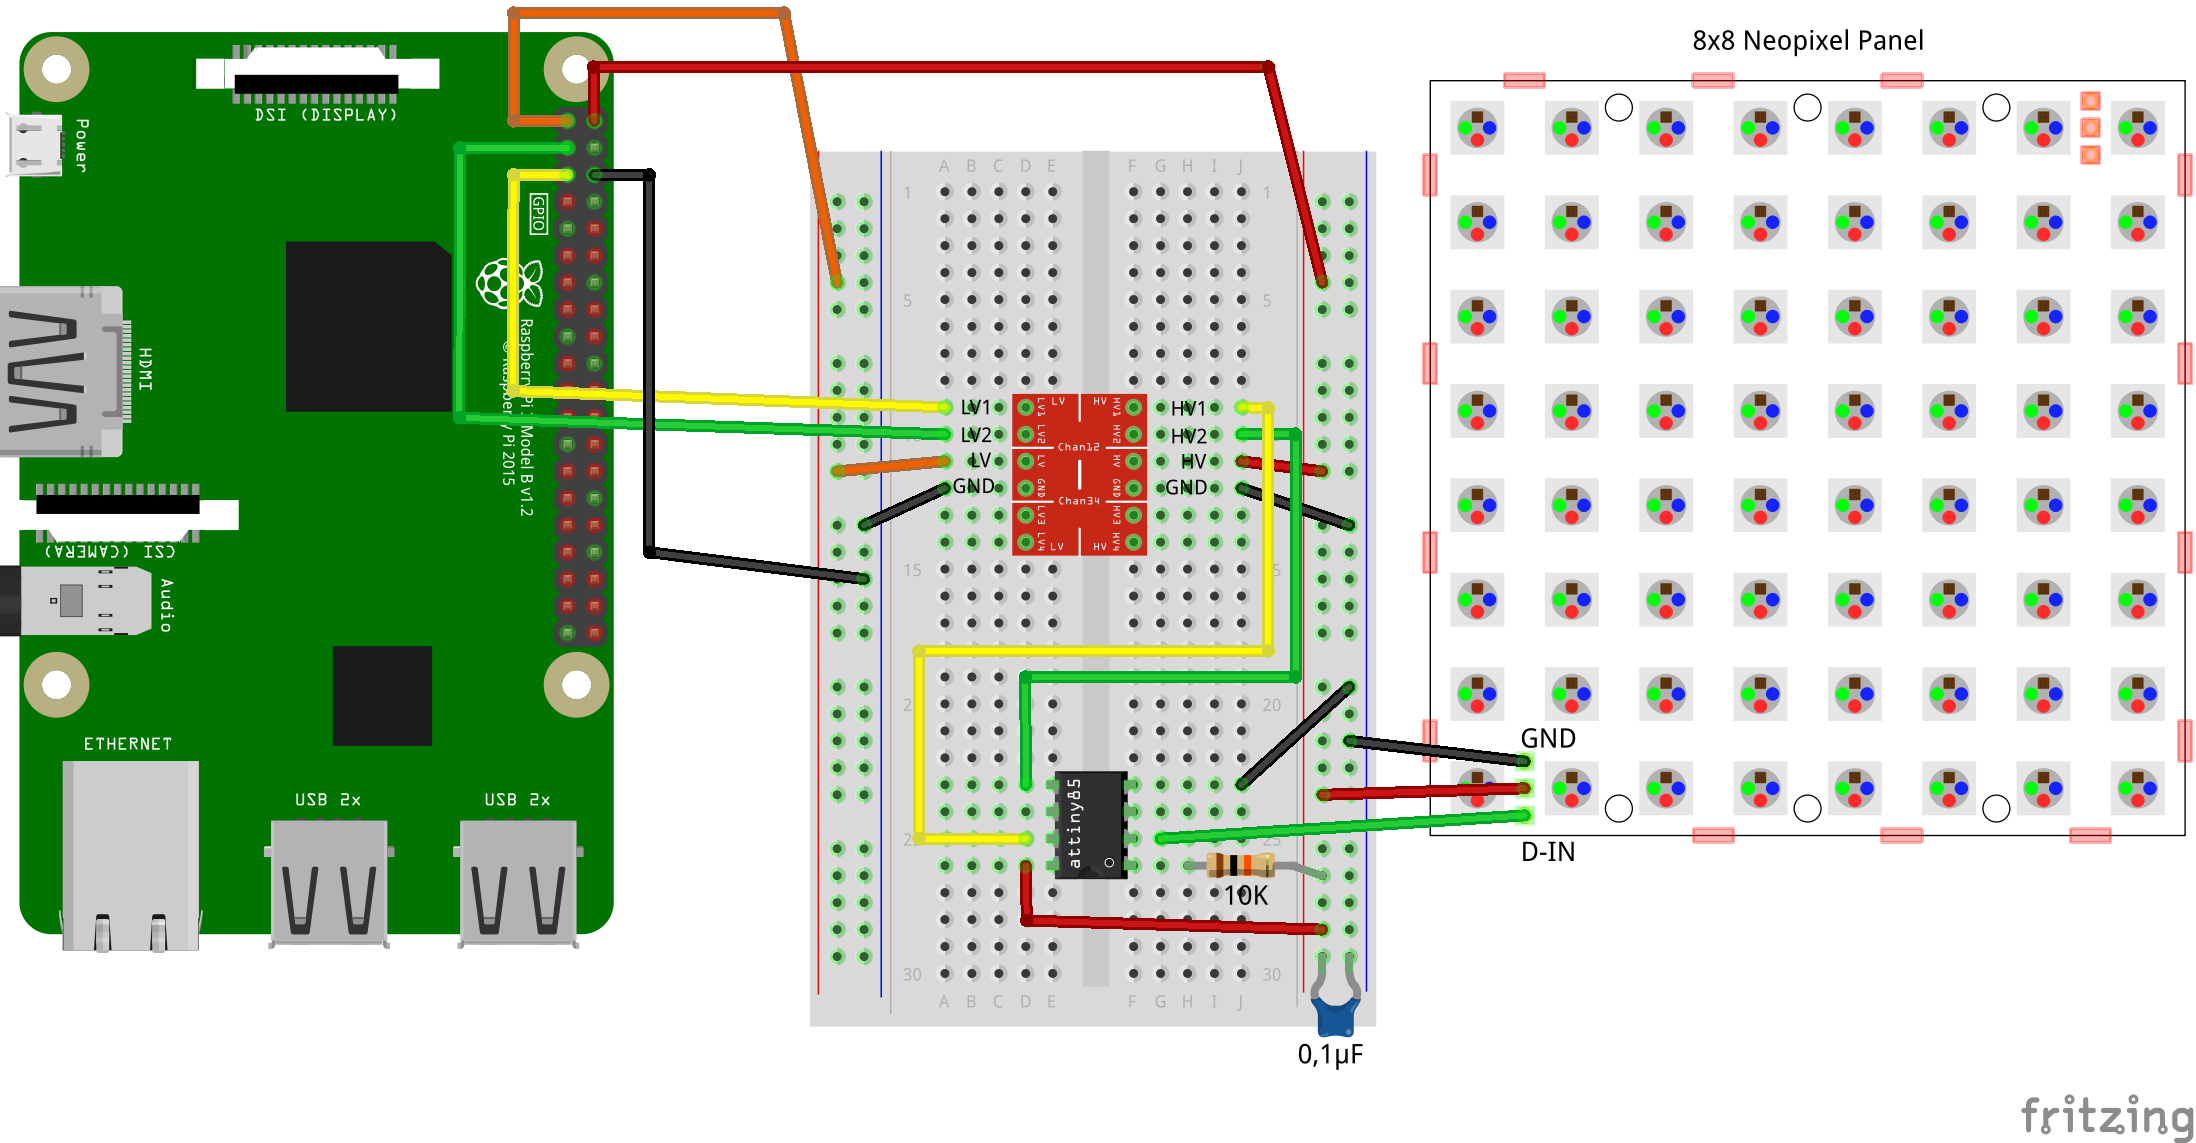 8x8 Neopixel Panel
DSI (DISPLAY)
Power
GPIO
HDMI
Raspberry Pi 3 Model B v1.2
© Raspberry Pi 2015
CSI (CAMERA)
Audio
ETHERNET
USB 2x
USB 2x
A B C D E
F G H I J
1
1
5
5
LV1
LV2
LV
GND
LV1
LV2
LV
GND
LV3
LV4
LV
HV
Chan12
Chan34
LV
HV
HV1
HV2
HV
GND
HV3
HV4
HV1
HV2
HV
GND
15
20
25
25
attiny85
10K
30
30
A B C D E
F G H I J
0,1µF
GND
D-IN
fritzing